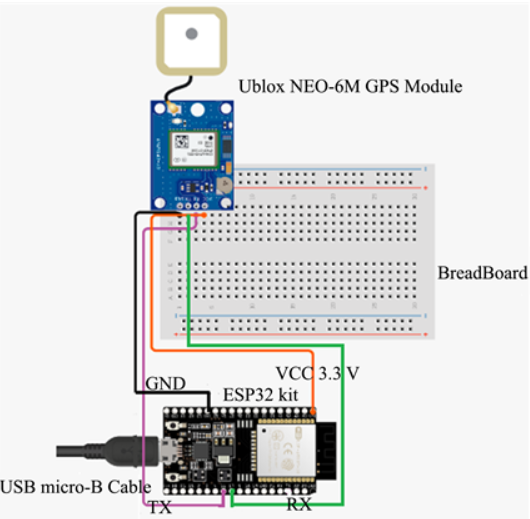 Ublox NEO-6M GPS Module
BreadBoard
VCC 3.3 V
GND
ESP32 kit
USB micro-B Cable
TX
RX